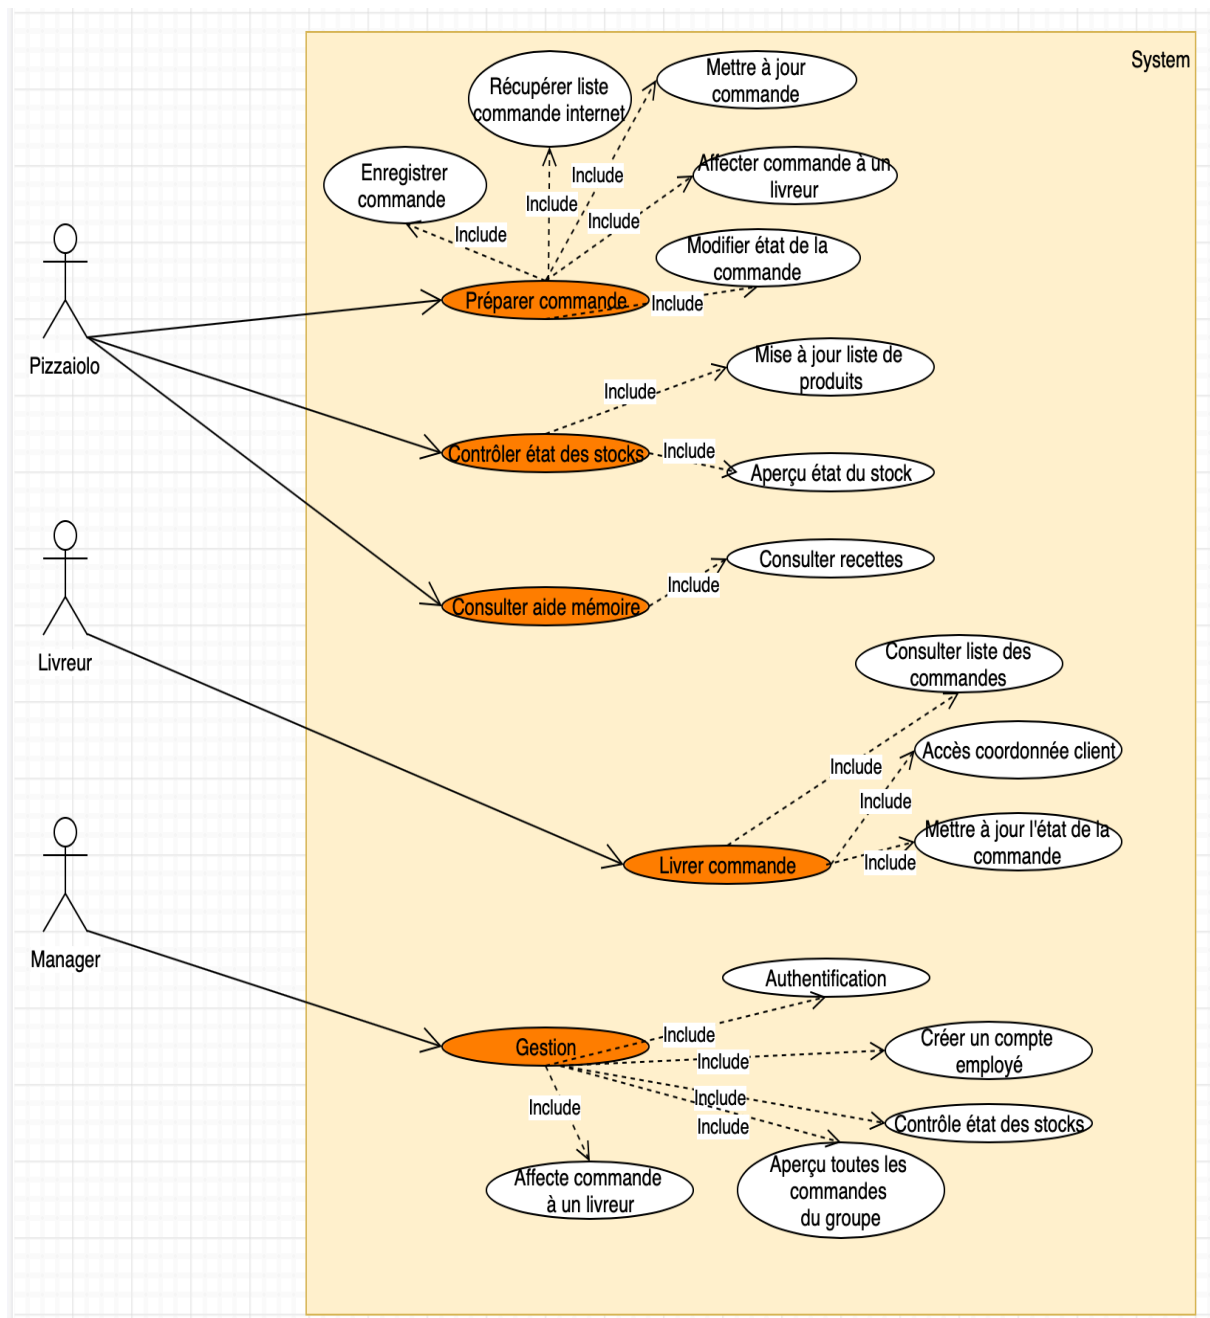 System
Récupérer liste
commande internet
Mettre à jour
commande
Enregistrer
commande
Affecter commande à un
livreur
Include
Include
Include
Include
Modifier état de la
commande
Préparer commande
Include
Pizzaiolo
Mise à jour liste de
produits
Include
Contrôler état des stocks
Include
Aperçu état du stock
Consulter recettes
Include
Consulter aide mémoire
Livreur
Consulter liste des
commandes
Accès coordonnée client
Include
Include
Mettre à jour l'état de la
commande
Include
Livrer commande
Manager
Authentification
Include
Créer un compte
employé
Gestion
Include
Include
Contrôle état des stocks
Include
Include
Affecte commande
à un livreur
Aperçu toutes les
commandes
du groupe